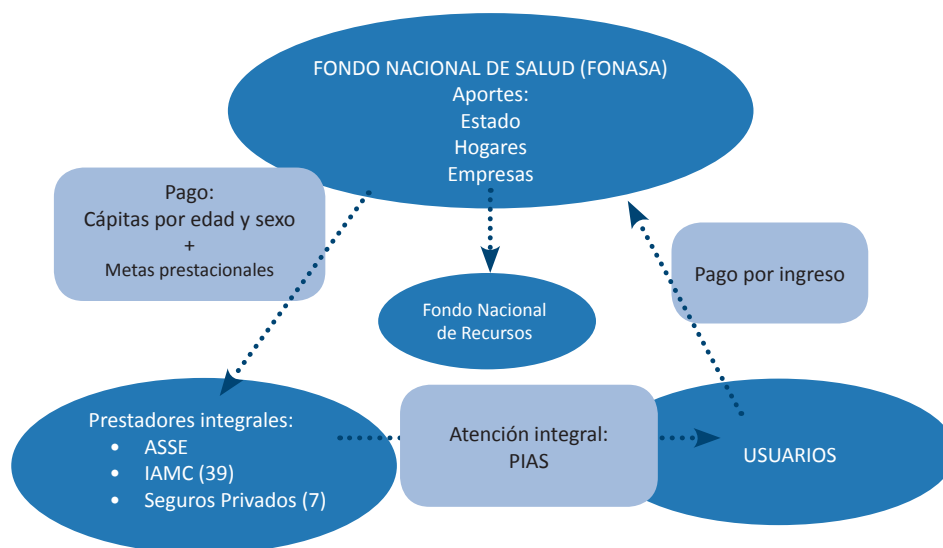 FONDO NACIONAL DE SALUD (FONASA)
Aportes:
Estado
Hogares
Empresas
Pago:
Cápitas por edad y sexo
+
Metas prestacionales
Pago por ingreso
Fondo Nacional
de Recursos
Prestadores integrales:
• ASSE
• IAMC (39)
• Seguros Privados (7)
Atención integral:
PIAS
USUARIOS